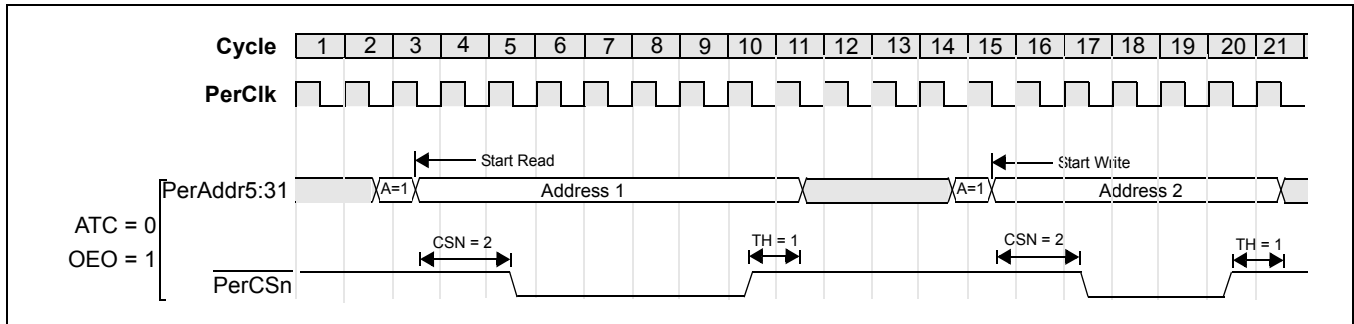 Cycle 1 2 3 4 5 6 7 8 9 10 11 12 13 14 15 16 17 18 19 20 21
PerClk
Start Read Start Write
PerAddr5:31 A=1 Address 1 A=1 Address 2
ATC = 0
CSN = 2 TH = 1 CSN = 2 TH = 1
OEO = 1
PerCSn